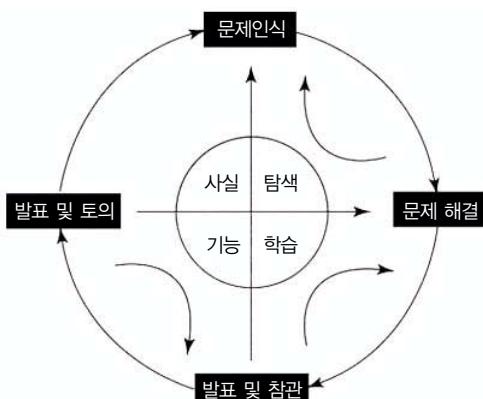 문제인식
사실 탐색
발표 및 토의
문제 해결
기능 학습
발표 및 참관